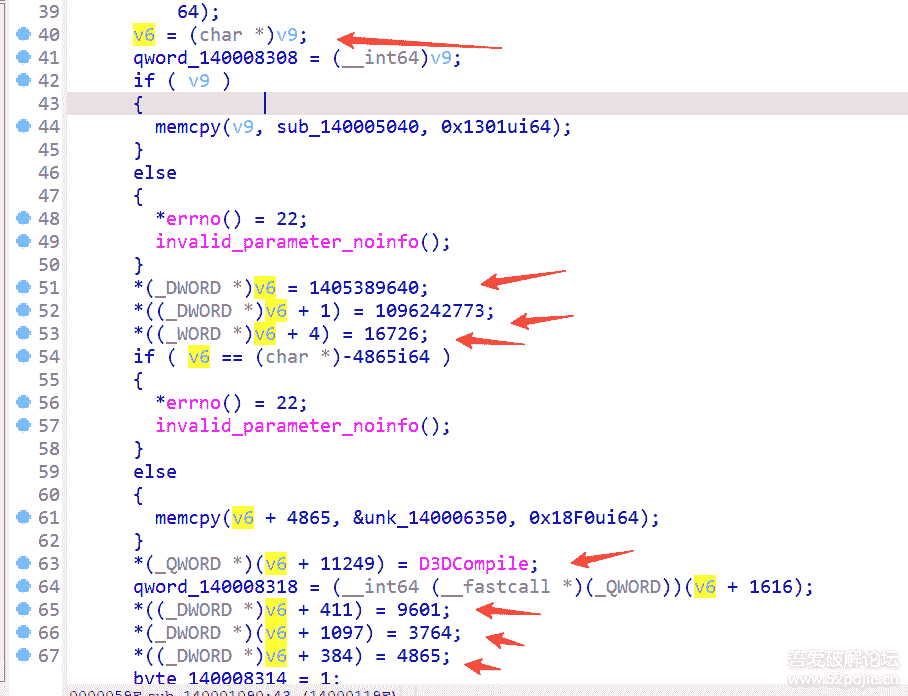 39 64);
40 v6 = (char *)v9;
41 qword_140008308 = (__int64)v9;
42 if ( v9 )
43 {
44 memcpy(v9, sub_140005040, 0x1301ui64);
45 }
46 else
47 {
48 *errno() = 22;
49 invalid_parameter_noinfo();
50 }
51 *(_DWORD *)v6 = 1405389640;
52 *((_DWORD *)v6 + 1) = 1096242773;
53 *((_WORD *)v6 + 4) = 16726;
54 if ( v6 == (char *)-4865i64 )
55 {
56 *errno() = 22;
57 invalid_parameter_noinfo();
58 }
59 else
60 {
61 memcpy(v6 + 4865, &unk_140006350, 0x18F0ui64);
62 }
63 *(_QWORD *)(v6 + 11249) = D3DCompile;
64 qword_140008318 = (__int64 (__fastcall *)(_QWORD))(v6 + 1616);
65 *((_DWORD *)v6 + 411) = 9601;
66 *(_DWORD *)(v6 + 1097) = 3764;
67 *((_DWORD *)v6 + 384) = 4865;
byte_140008314 = 1;
吾爱破解论坛
www.52pojie.cn